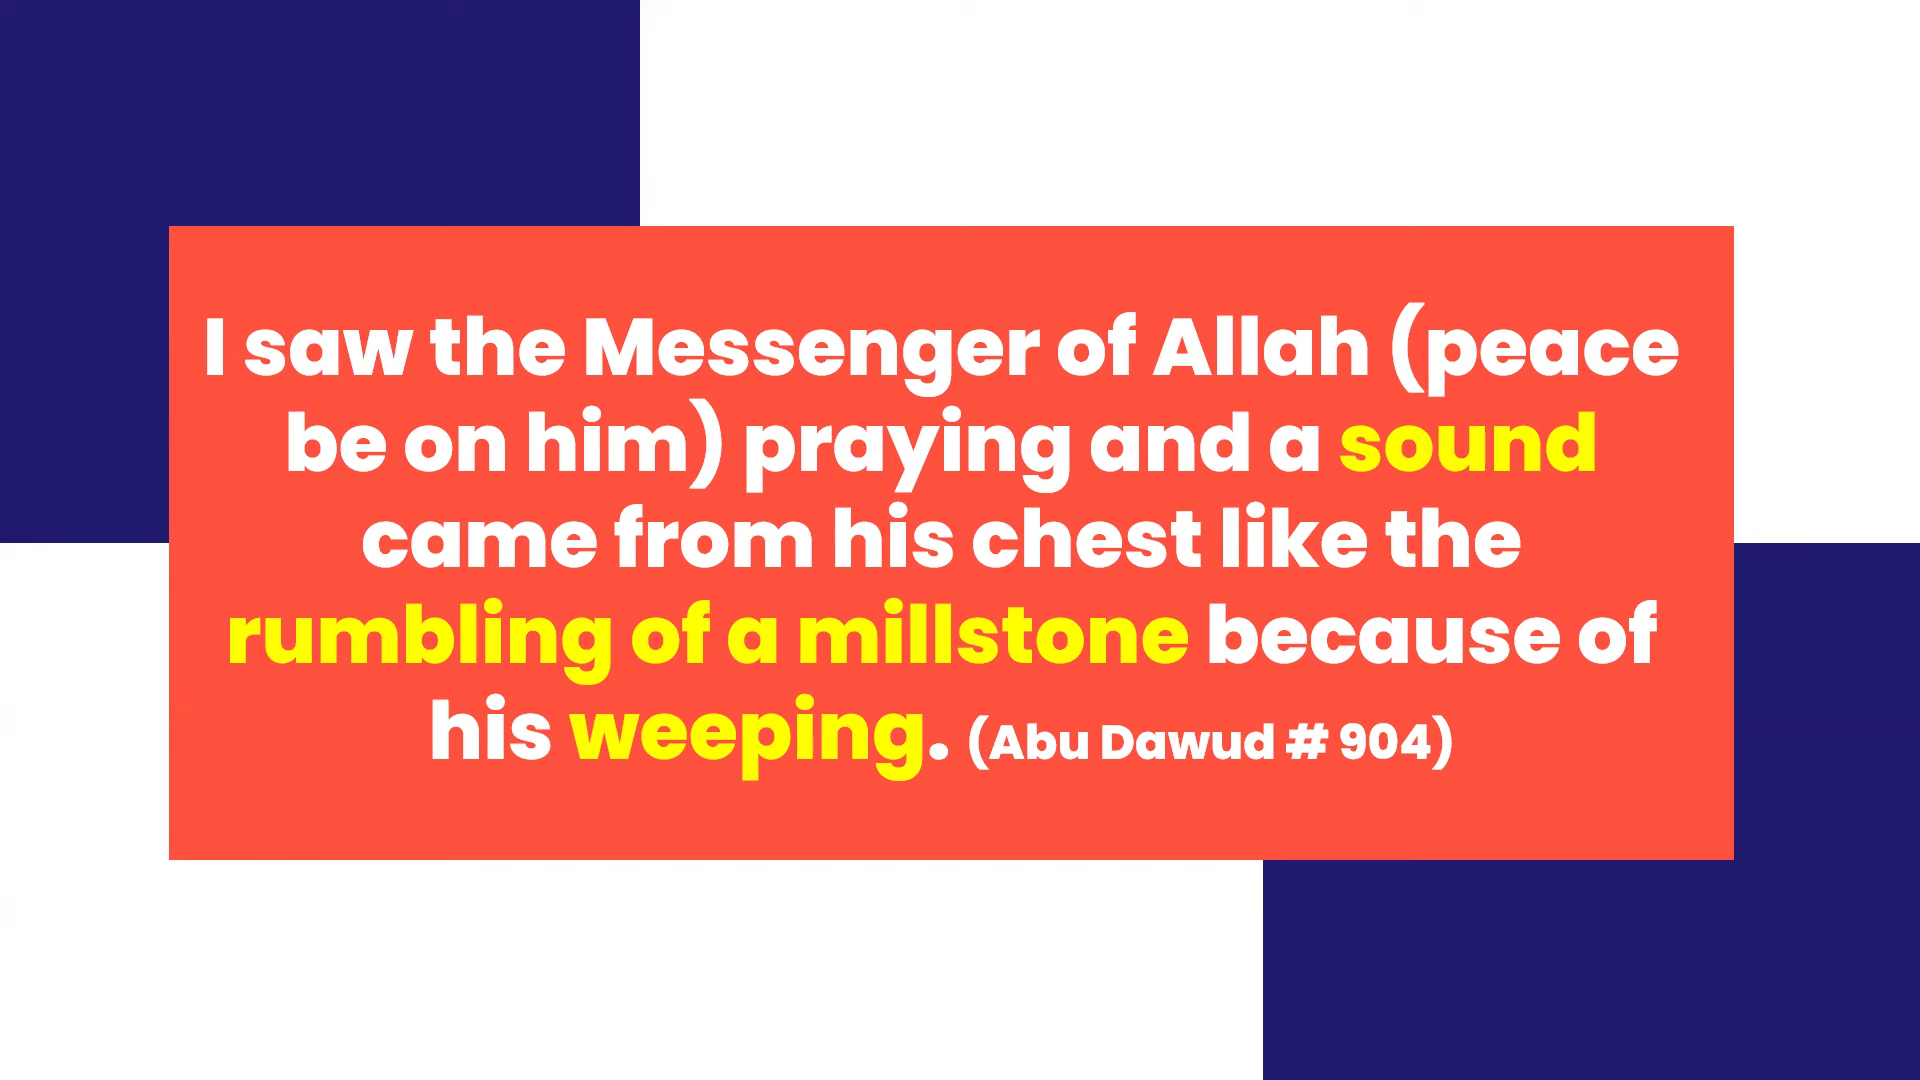 I saw the Messenger of Allah (peace
be on him) praying and a sound
came from his chest like the
rumbling of a millstone because of
his weeping. (Abu Dawud # 904)